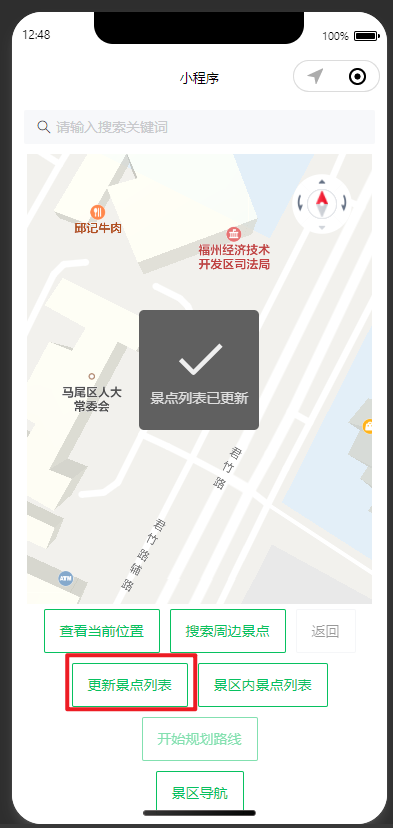 12:48
100%
小程序
请输入搜索关键词
邱记牛肉
福州经济技术
开发区司法局
景点列表已更新
马尾区人大
常委会
君竹路
君竹路辅路
ATM
查看当前位置
搜索周边景点
返回
更新景点列表
景区内景点列表
开始规划路线
景区导航